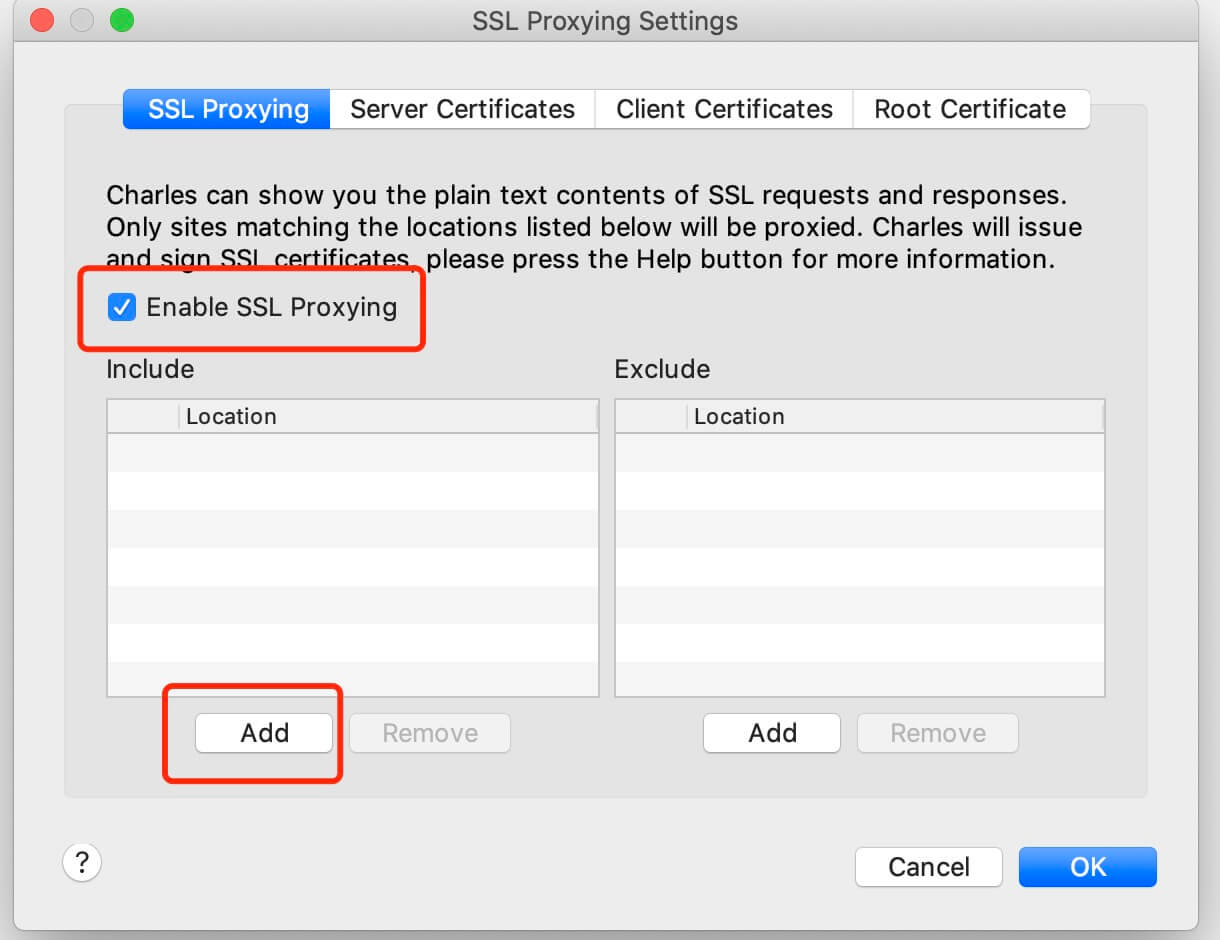 SSL Proxying Settings
SSL Proxying
Server Certificates
Client Certificates
Root Certificate
Charles can show you the plain text contents of SSL requests and responses.
Only sites matching the locations listed below will be proxied. Charles will issue
and sign SSL certificates, please press the Help button for more information.
Enable SSL Proxying
Include
Exclude
Location
Location
Add
Remove
Add
Remove
?
Cancel
OK